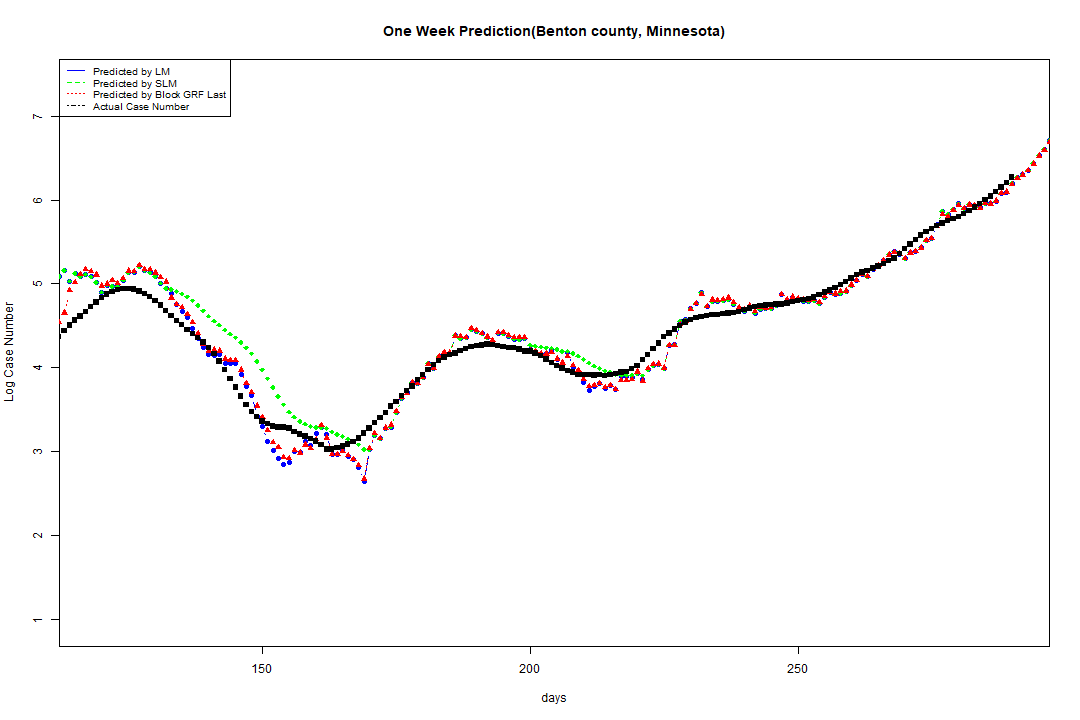 One Week Prediction(Benton county, Minnesota)
Predicted by LM
Predicted by SLM
Predicted by Block GRF Last
Actual Case Number
7
6
5
4
3
2
1
Log Case Number
150 200 250
days